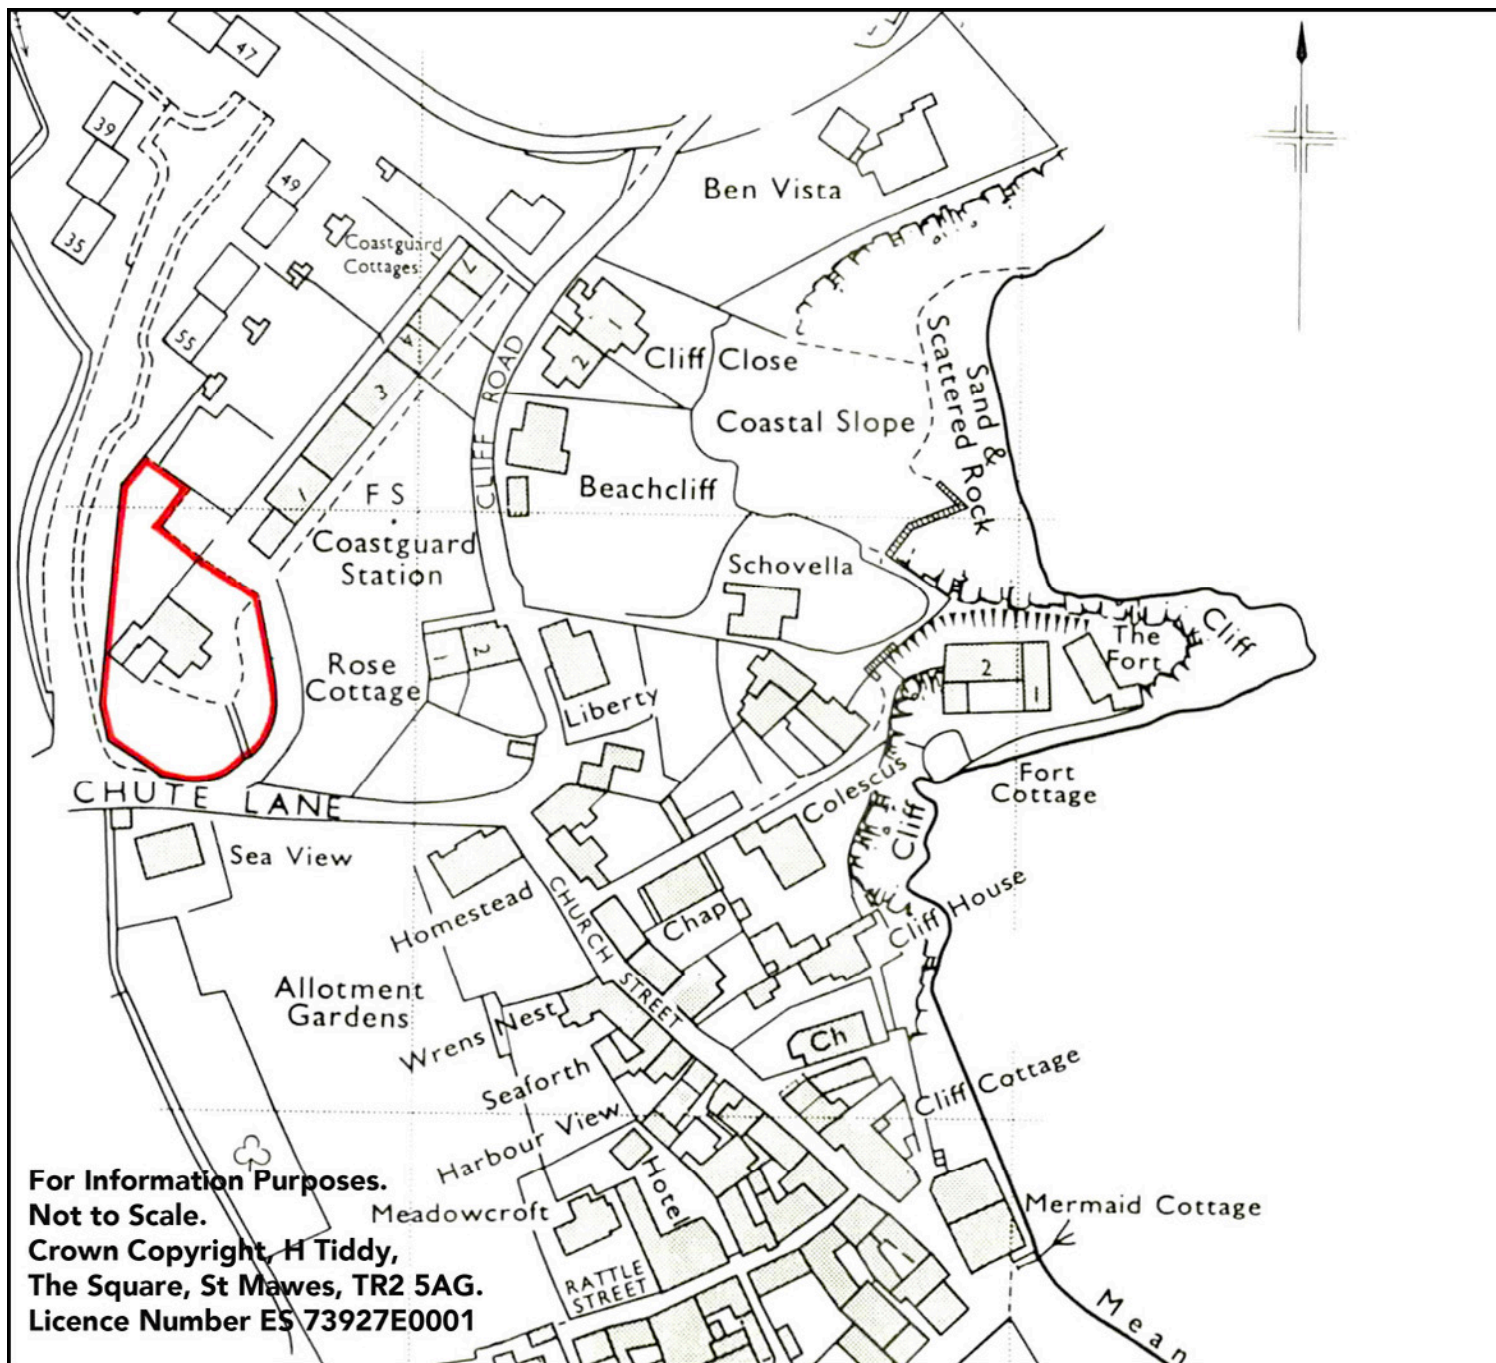 47
39
35
49
55
Ben Vista
Coastguard
Cottages
7
4
3
1
CLIFF ROAD
1
2
Cliff Close
Coastal Slope
Sand &
Scattered Rock
F S
Coastguard
Station
Beachcliff
Schovella
Cliff
The
Fort
2
1
Rose
Cottage
1
2
Liberty
Fort
Cottage
CHUTE LANE
Colescus
Cliff
Sea View
Homestead
CHURCH STREET
Chap
Cliff House
Allotment
Gardens
Wrens Nest
Ch
Seaforth
Cliff Cottage
Harbour View
Hotel
Meadowcroft
Mermaid Cottage
RATTLE
STREET
1
Mean
For Information Purposes.
Not to Scale.
Crown Copyright, H Tiddy,
The Square, St Mawes, TR2 5AG.
Licence Number ES 73927E0001